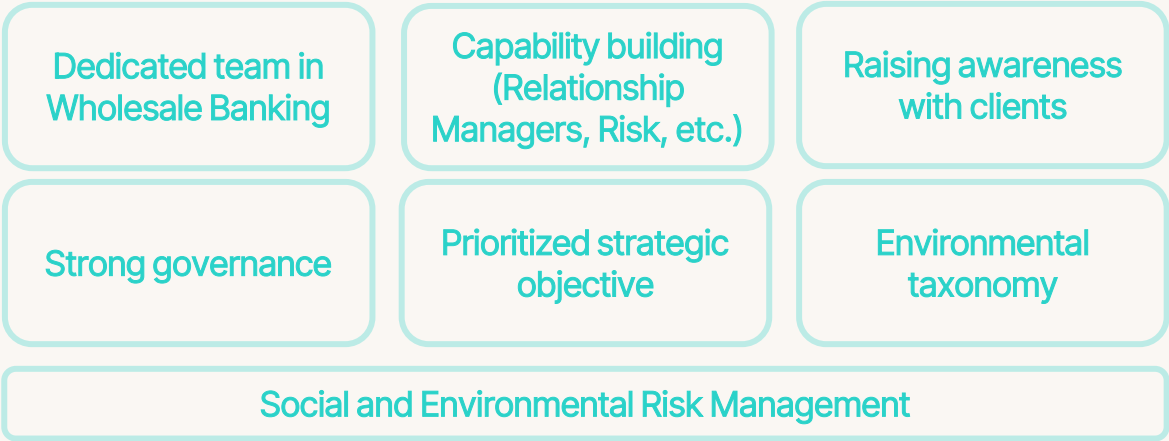 Dedicated team in
Wholesale Banking
Capability building
(Relationship
Managers, Risk, etc.)
Raising awareness
with clients
Strong governance
Prioritized strategic
objective
Environmental
taxonomy
Social and Environmental Risk Management